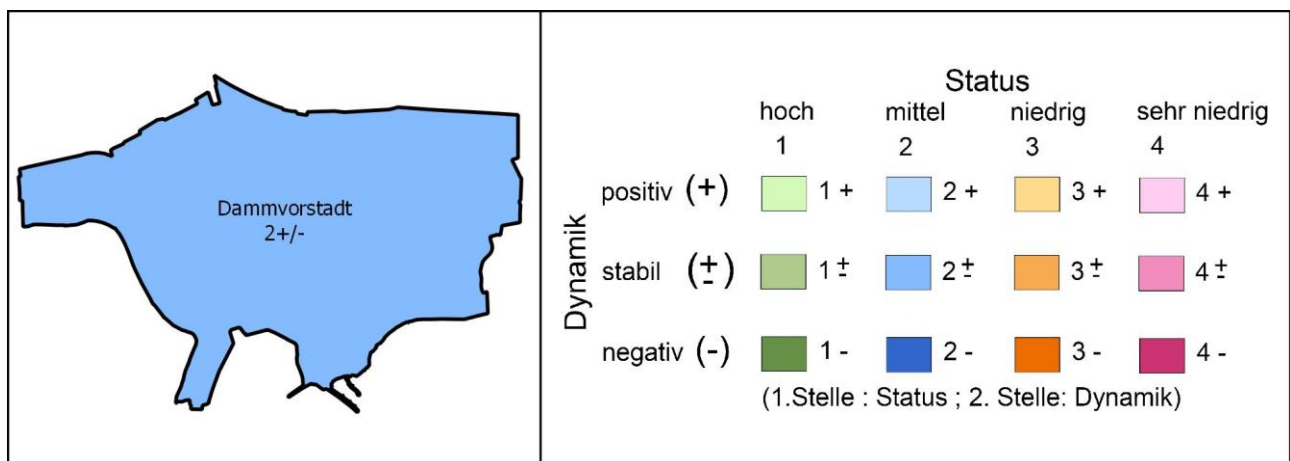 Dammvorstadt
2+/-
Status
hoch mittel niedrig sehr niedrig
1 2 3 4
Dynamik
positiv (+) 1 + 2 + 3 + 4 +
stabil (±) 1 ± 2 ± 3 ± 4 ±
negativ (-) 1 - 2 - 3 - 4 -
(1.Stelle : Status ; 2. Stelle: Dynamik)